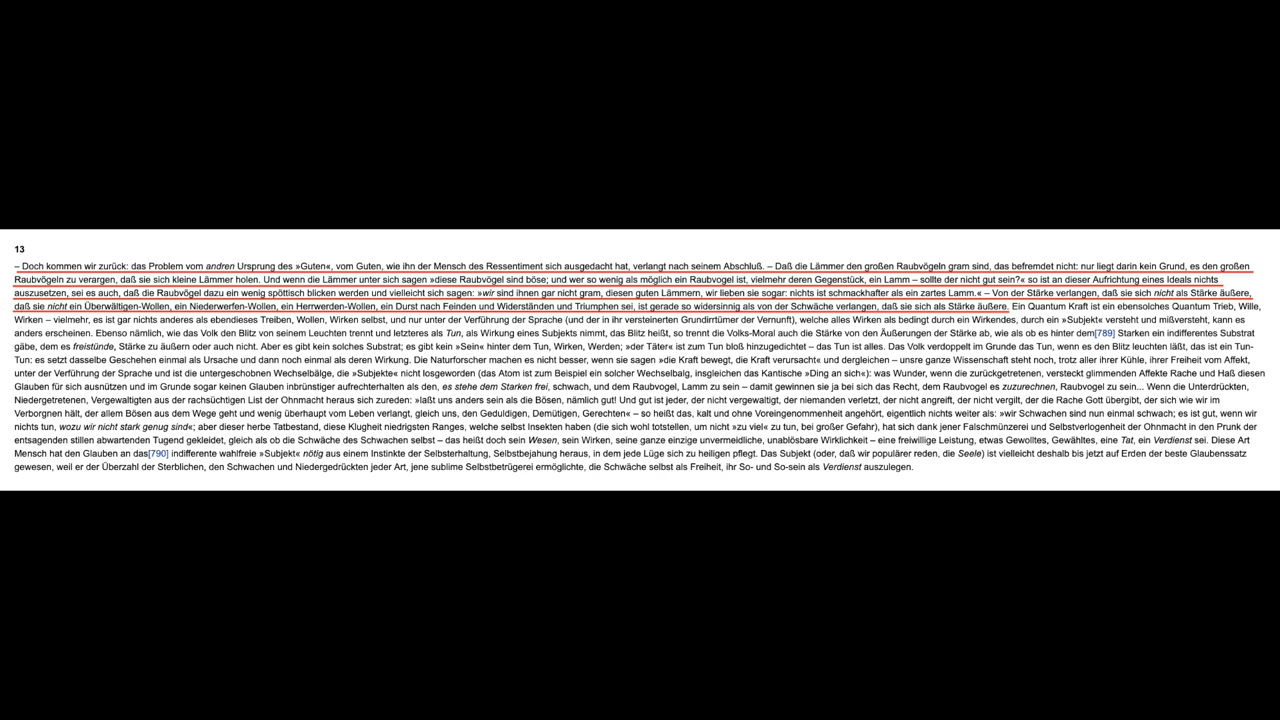 13
– Doch kommen wir zurück: das Problem vom andren Ursprung des »Guten«, vom Guten, wie ihn der Mensch des Ressentiment sich ausgedacht hat, verlangt nach seinem Abschluß. – Daß die Lämmer den großen Raubvögeln gram sind, das befremdet nicht: nur liegt darin kein Grund, es den großen
Raubvögeln zu verargen, daß sie sich kleine Lämmer holen. Und wenn die Lämmer unter sich sagen »diese Raubvögel sind böse; und wer so wenig als möglich ein Raubvogel ist, vielmehr deren Gegenstück, ein Lamm – sollte der nicht gut sein?« so ist an dieser Aufrichtung eines Ideals nichts
auszusetzen, sei es auch, daß die Raubvögel dazu ein wenig spöttisch blicken werden und vielleicht sich sagen: »wir sind ihnen gar nicht gram, diesen guten Lämmern, wir lieben sie sogar: nichts ist schmackhafter als ein zartes Lamm.« – Von der Stärke verlangen, daß sie sich nicht als Stärke äußere,
daß sie nicht ein Überwältigen-Wollen, ein Niederwerfen-Wollen, ein Herrwerden-Wollen, ein Durst nach Feinden und Widerständen und Triumphen sei, ist gerade so widersinnig als von der Schwäche verlangen, daß sie sich als Stärke äußere. Ein Quantum Kraft ist ein ebensolches Quantum Trieb, Wille,
Wirken – vielmehr, es ist gar nichts anderes als ebendieses Treiben, Wollen, Wirken selbst, und nur unter der Verführung der Sprache (und der in ihr versteinerten Grundirrtümer der Vernunft), welche alles Wirken als bedingt durch ein Wirkendes, durch ein »Subjekt« versteht und mißversteht, kann es
anders erscheinen. Ebenso nämlich, wie das Volk den Blitz von seinem Leuchten trennt und letzteres als Tun, als Wirkung eines Subjekts nimmt, das Blitz heißt, so trennt die Volks-Moral auch die Stärke von den Äußerungen der Stärke ab, wie als ob es hinter dem[789] Starken ein indifferentes Substrat
gäbe, dem es freistünde, Stärke zu äußern oder auch nicht. Aber es gibt kein solches Substrat; es gibt kein »Sein« hinter dem Tun, Wirken, Werden; »der Täter« ist zum Tun bloß hinzugedichtet – das Tun ist alles. Das Volk verdoppelt im Grunde das Tun, wenn es den Blitz leuchten läßt, das ist ein Tun-
Tun: es setzt dasselbe Geschehen einmal als Ursache und dann noch einmal als deren Wirkung. Die Naturforscher machen es nicht besser, wenn sie sagen »die Kraft bewegt, die Kraft verursacht« und dergleichen – unsre ganze Wissenschaft steht noch, trotz aller ihrer Kühle, ihrer Freiheit vom Affekt,
unter der Verführung der Sprache und ist die untergeschobnen Wechselbälge, die »Subjekte« nicht losgeworden (das Atom ist zum Beispiel ein solcher Wechselbalg, insgleichen das Kantische »Ding an sich«): was Wunder, wenn die zurückgetretenen, versteckt glimmenden Affekte Rache und Haß diesen
Glauben für sich ausnützen und im Grunde sogar keinen Glauben inbrünstiger aufrechterhalten als den, es stehe dem Starken frei, schwach, und dem Raubvogel, Lamm zu sein – damit gewinnen sie ja bei sich das Recht, dem Raubvogel es zuzurechnen, Raubvogel zu sein... Wenn die Unterdrückten,
Niedergetretenen, Vergewaltigten aus der rachsüchtigen List der Ohnmacht heraus sich zureden: »laßt uns anders sein als die Bösen, nämlich gut! Und gut ist jeder, der nicht vergewaltigt, der niemanden verletzt, der nicht angreift, der nicht vergilt, der die Rache Gott übergibt, der sich wie wir im
Verborgnen hält, der allem Bösen aus dem Wege geht und wenig überhaupt vom Leben verlangt, gleich uns, den Geduldigen, Demütigen, Gerechten« – so heißt das, kalt und ohne Voreingenommenheit angehört, eigentlich nichts weiter als: »wir Schwachen sind nun einmal schwach; es ist gut, wenn wir
nichts tun, wozu wir nicht stark genug sind«; aber dieser herbe Tatbestand, diese Klugheit niedrigsten Ranges, welche selbst Insekten haben (die sich wohl totstellen, um nicht »zu viel« zu tun, bei großer Gefahr), hat sich dank jener Falschmünzerei und Selbstverlogenheit der Ohnmacht in den Prunk der
entsagenden stillen abwartenden Tugend gekleidet, gleich als ob die Schwäche des Schwachen selbst – das heißt doch sein Wesen, sein Wirken, seine ganze einzige unvermeidliche, unablösbare Wirklichkeit – eine freiwillige Leistung, etwas Gewolltes, Gewähltes, eine Tat, ein Verdienst sei. Diese Art
Mensch hat den Glauben an das[790] indifferente wahlfreie »Subjekt« nötig aus einem Instinkte der Selbsterhaltung, Selbstbejahung heraus, in dem jede Lüge sich zu heiligen pflegt. Das Subjekt (oder, daß wir populärer reden, die Seele) ist vielleicht deshalb bis jetzt auf Erden der beste Glaubenssatz
gewesen, weil er der Überzahl der Sterblichen, den Schwachen und Niedergedrückten jeder Art, jene sublime Selbstbetrügerei ermöglichte, die Schwäche selbst als Freiheit, ihr So- und So-sein als Verdienst auszulegen.